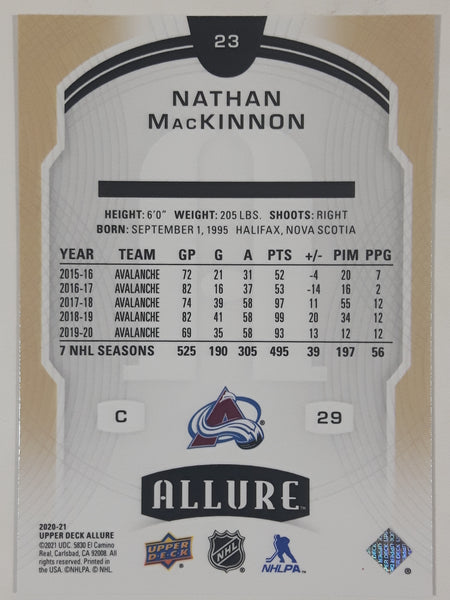 23
NATHAN
MACKINNON
HEIGHT: 6'0" WEIGHT: 205 LBS. SHOOTS: RIGHT
BORN: SEPTEMBER 1, 1995 HALIFAX, NOVA SCOTIA
YEAR TEAM GP G A PTS +/- PIM PPG
2015-16 AVALANCHE 72 21 31 52 -4 20 7
2016-17 AVALANCHE 82 16 37 53 -14 16 2
2017-18 AVALANCHE 74 39 58 97 11 55 12
2018-19 AVALANCHE 82 41 58 99 20 34 12
2019-20 AVALANCHE 69 35 58 93 13 12 12
7 NHL SEASONS 525 190 305 495 39 197 56
C 29
ALLURE™
2020-21
UPPER DECK ALLURE
©2021 UDC. 5830 El Camino
Real, Carlsbad, CA 92008. All
rights reserved. Printed in the
USA. ©NHLPA. © NHL.
UPPER DECK
NHL
NHLPA
UPPER DECK